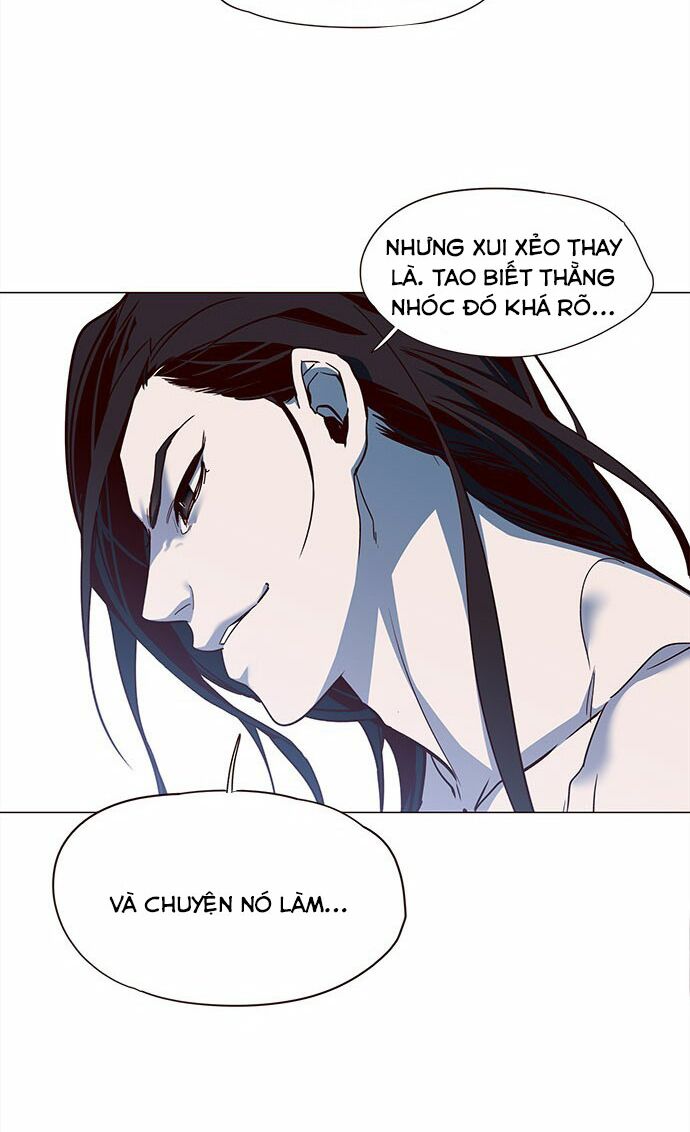 NHƯNG XUI XẺO THAY
LÀ. TAO BIẾT THẰNG
NHÓC ĐÓ KHÁ RÕ...
VÀ CHUYỆN NÓ LÀM...